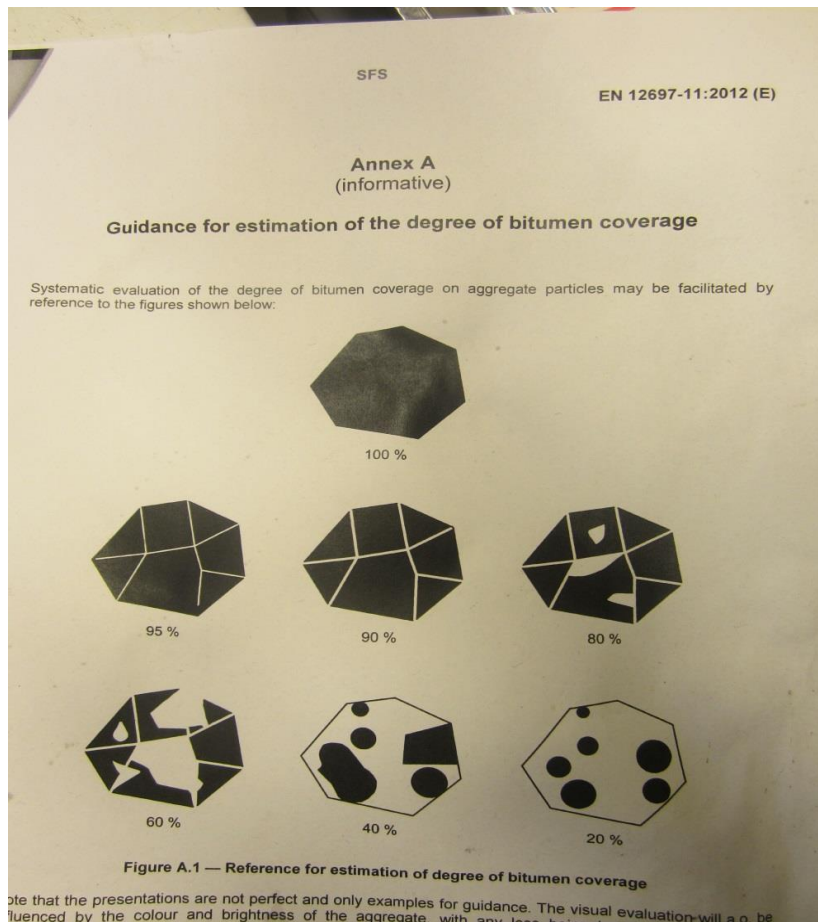 SFS
EN 12697-11:2012 (E)
Annex A
(informative)
Guidance for estimation of the degree of bitumen coverage
Systematic evaluation of the degree of bitumen coverage on aggregate particles may be facilitated by
reference to the figures shown below:
100 %
95 %
90 %
80 %
60 %
40 %
20 %
Figure A.1 — Reference for estimation of degree of bitumen coverage
ote that the presentations are not perfect and only examples for guidance. The visual evaluation will be
fluenced by the colour and brightness of the aggregate, with any